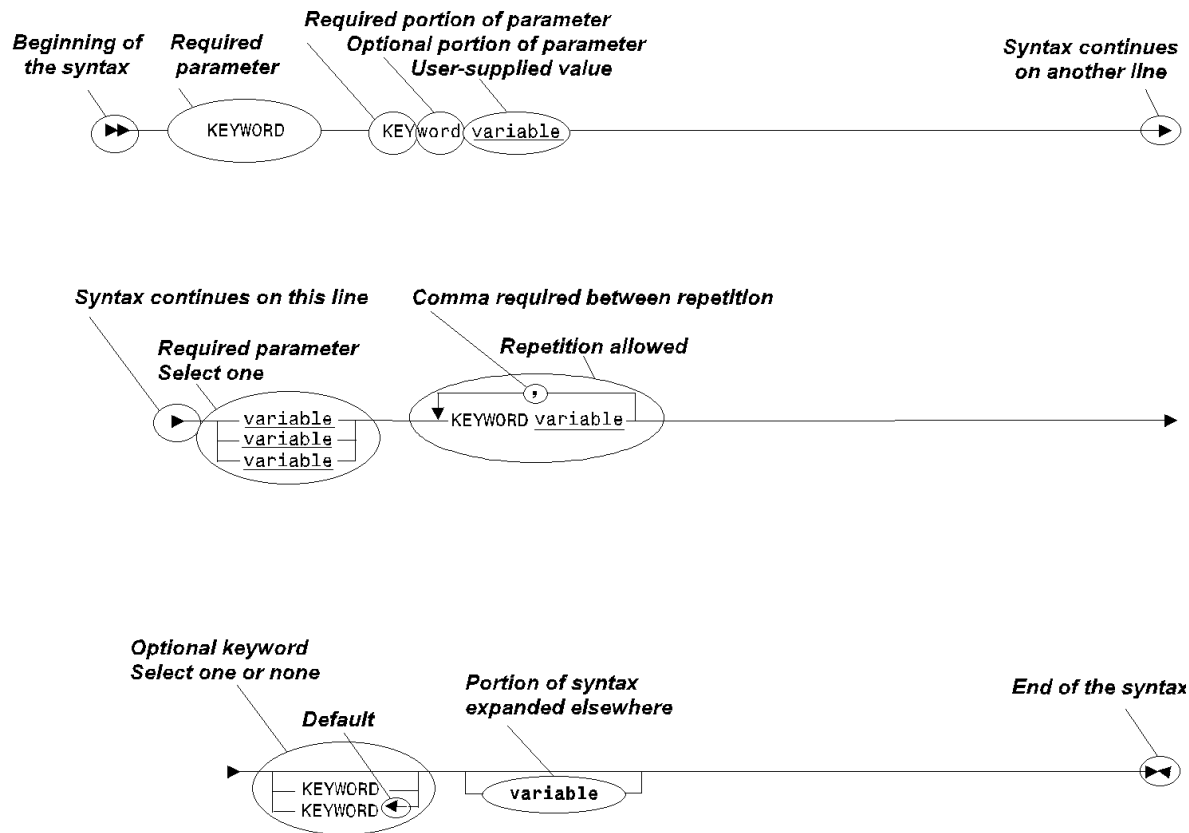 Required portion of parameter
Beginning of the syntax
Required parameter
Optional portion of parameter
User-supplied value
Syntax continues on another line
KEYWORD KEYword variable
Syntax continues on this line
Comma required between repetition
Required parameter
Select one
Repetition allowed
,
variable
variable
variable
KEYWORD variable
Optional keyword
Select one or none
Default
Portion of syntax
expanded elsewhere
End of the syntax
KEYWORD
KEYWORD
variable